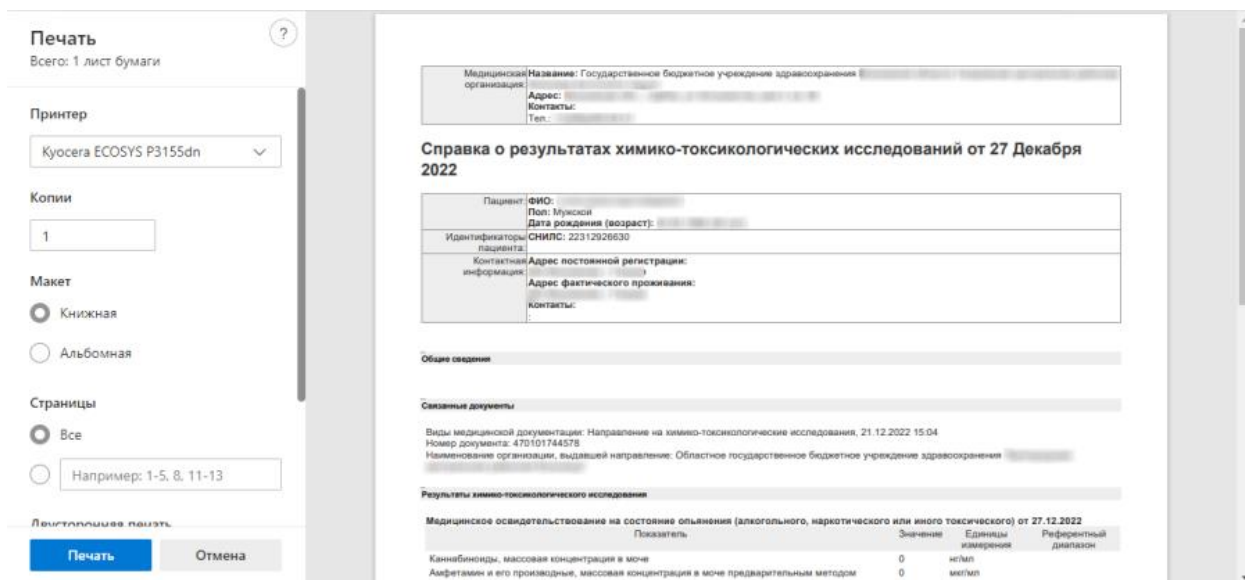 Печать
?
Всего: 1 лист бумаги
Принтер
Kyocera ECOSYS P3155dn
Копии
1
Макет
Книжная
Альбомная
Страницы
Все
Например: 1-5, 8, 11-13
Двусторонняя печать
Печать
Отмена
Медицинская организация:
Название: Государственное бюджетное учреждение здравоохранения
Адрес:
Контакты:
Тел.:
Справка о результатах химико-токсикологических исследований от 27 Декабря
2022
Пациент:
ФИО:
Пол: Мужской
Дата рождения (возраст):
Идентификаторы пациента:
СНИЛС: 22312926630
Контактная информация:
Адрес постоянной регистрации:
Адрес фактического проживания:
Контакты:
:
Общие сведения
Связанные документы
Виды медицинской документации: Направление на химико-токсикологические исследования, 21.12.2022 15:04
Номер документа: 470101744578
Наименование организации, выдавшей направление: Областное государственное бюджетное учреждение здравоохранения
Результаты химико-токсикологического исследования
Медицинское освидетельствование на состояние опьянения (алкогольного, наркотического или иного токсического) от 27.12.2022
Показатель Значение Единицы измерения Референтный диапазон
Каннабиноиды, массовая концентрация в моче 0 нг/мл
Амфетамин и его производные, массовая концентрация в моче предварительным методом 0 мкг/мл